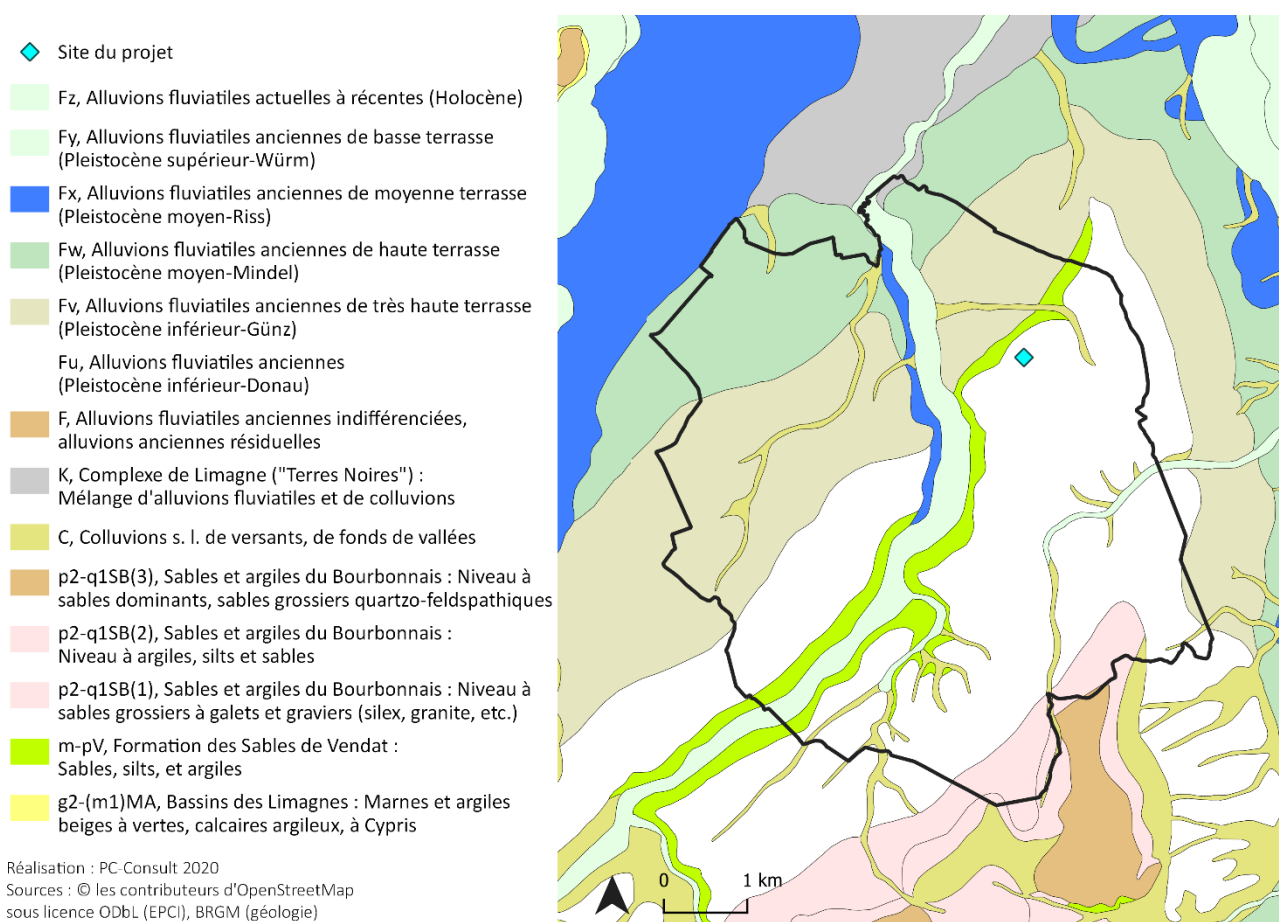 Site du projet
Fz, Alluvions fluviatiles actuelles à récentes (Holocène)
Fy, Alluvions fluviatiles anciennes de basse terrasse
(Pleistocène supérieur-Würm)
Fx, Alluvions fluviatiles anciennes de moyenne terrasse
(Pleistocène moyen-Riss)
Fw, Alluvions fluviatiles anciennes de haute terrasse
(Pleistocène moyen-Mindel)
Fv, Alluvions fluviatiles anciennes de très haute terrasse
(Pleistocène inférieur-Günz)
Fu, Alluvions fluviatiles anciennes
(Pleistocène inférieur-Donau)
F, Alluvions fluviatiles anciennes indifférenciées,
alluvions anciennes résiduelles
K, Complexe de Limagne ("Terres Noires") :
Mélange d'alluvions fluviatiles et de colluvions
C, Colluvions s. l. de versants, de fonds de vallées
p2-q1SB(3), Sables et argiles du Bourbonnais : Niveau à
sables dominants, sables grossiers quartzo-feldspathiques
p2-q1SB(2), Sables et argiles du Bourbonnais :
Niveau à argiles, silts et sables
p2-q1SB(1), Sables et argiles du Bourbonnais : Niveau à
sables grossiers à galets et graviers (silex, granite, etc.)
m-pV, Formation des Sables de Vendat :
Sables, silts, et argiles
g2-(m1)MA, Bassins des Limagnes : Marnes et argiles
beiges à vertes, calcaires argileux, à Cypris
Réalisation : PC-Consult 2020
Sources : © les contributeurs d'OpenStreetMap
sous licence ODbL (EPCI), BRGM (géologie)
0 1 km